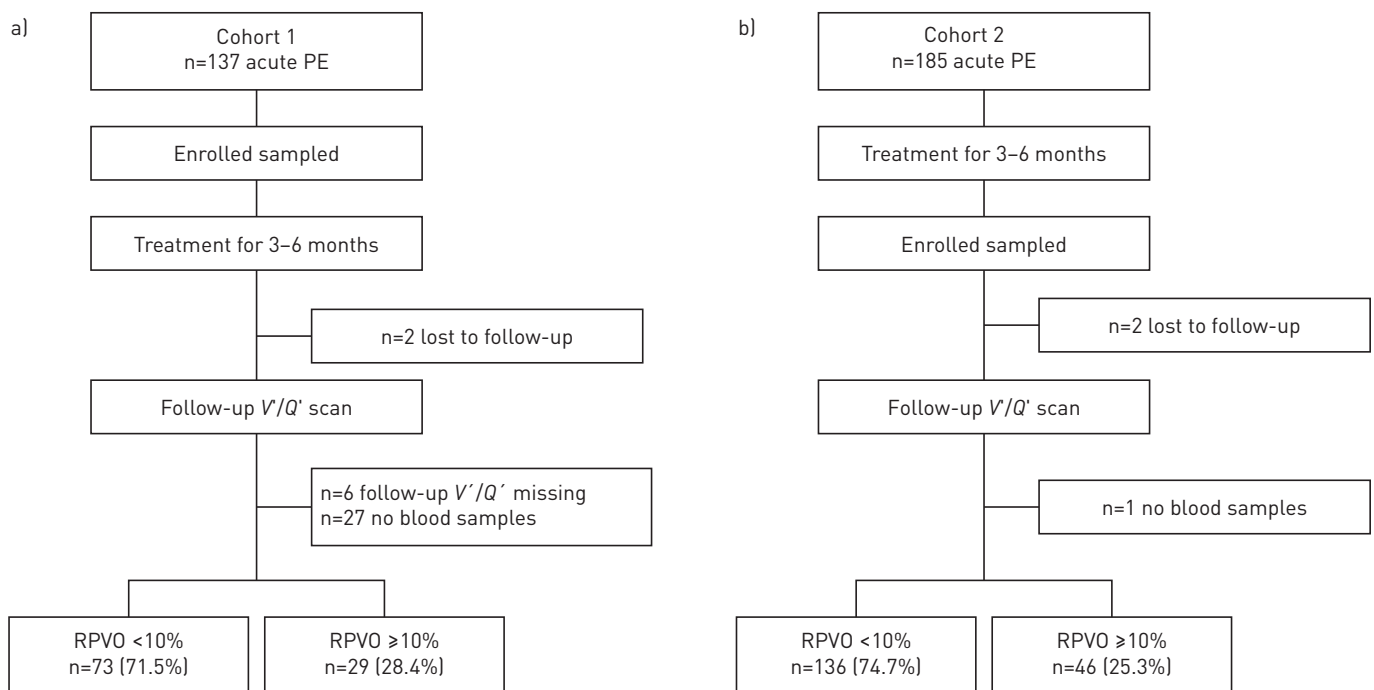 a)
Cohort 1
n=137 acute PE
Enrolled sampled
Treatment for 3–6 months
n=2 lost to follow-up
Follow-up V'/Q' scan
n=6 follow-up V´/Q´ missing
n=27 no blood samples
RPVO <10%
n=73 (71.5%)
RPVO ⩾10%
n=29 (28.4%)
b)
Cohort 2
n=185 acute PE
Treatment for 3–6 months
Enrolled sampled
n=2 lost to follow-up
Follow-up V'/Q' scan
n=1 no blood samples
RPVO <10%
n=136 (74.7%)
RPVO ⩾10%
n=46 (25.3%)